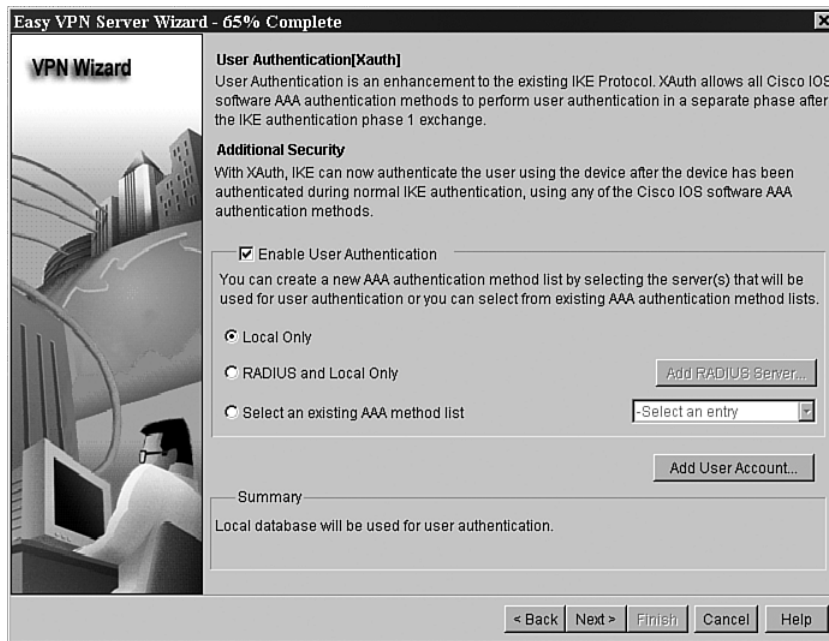 Easy VPN Server Wizard - 65% Complete
VPN Wizard
User Authentication[Xauth]
User Authentication is an enhancement to the existing IKE Protocol. XAuth allows all Cisco IOS
software AAA authentication methods to perform user authentication in a separate phase after
the IKE authentication phase 1 exchange.
Additional Security
With XAuth, IKE can now authenticate the user using the device after the device has been
authenticated during normal IKE authentication, using any of the Cisco IOS software AAA
authentication methods.
Enable User Authentication
You can create a new AAA authentication method list by selecting the server(s) that will be
used for user authentication or you can select from existing AAA authentication method lists.
Local Only
RADIUS and Local Only
Add RADIUS Server...
Select an existing AAA method list
-Select an entry
Add User Account...
Summary
Local database will be used for user authentication.
< Back Next > Finish Cancel Help